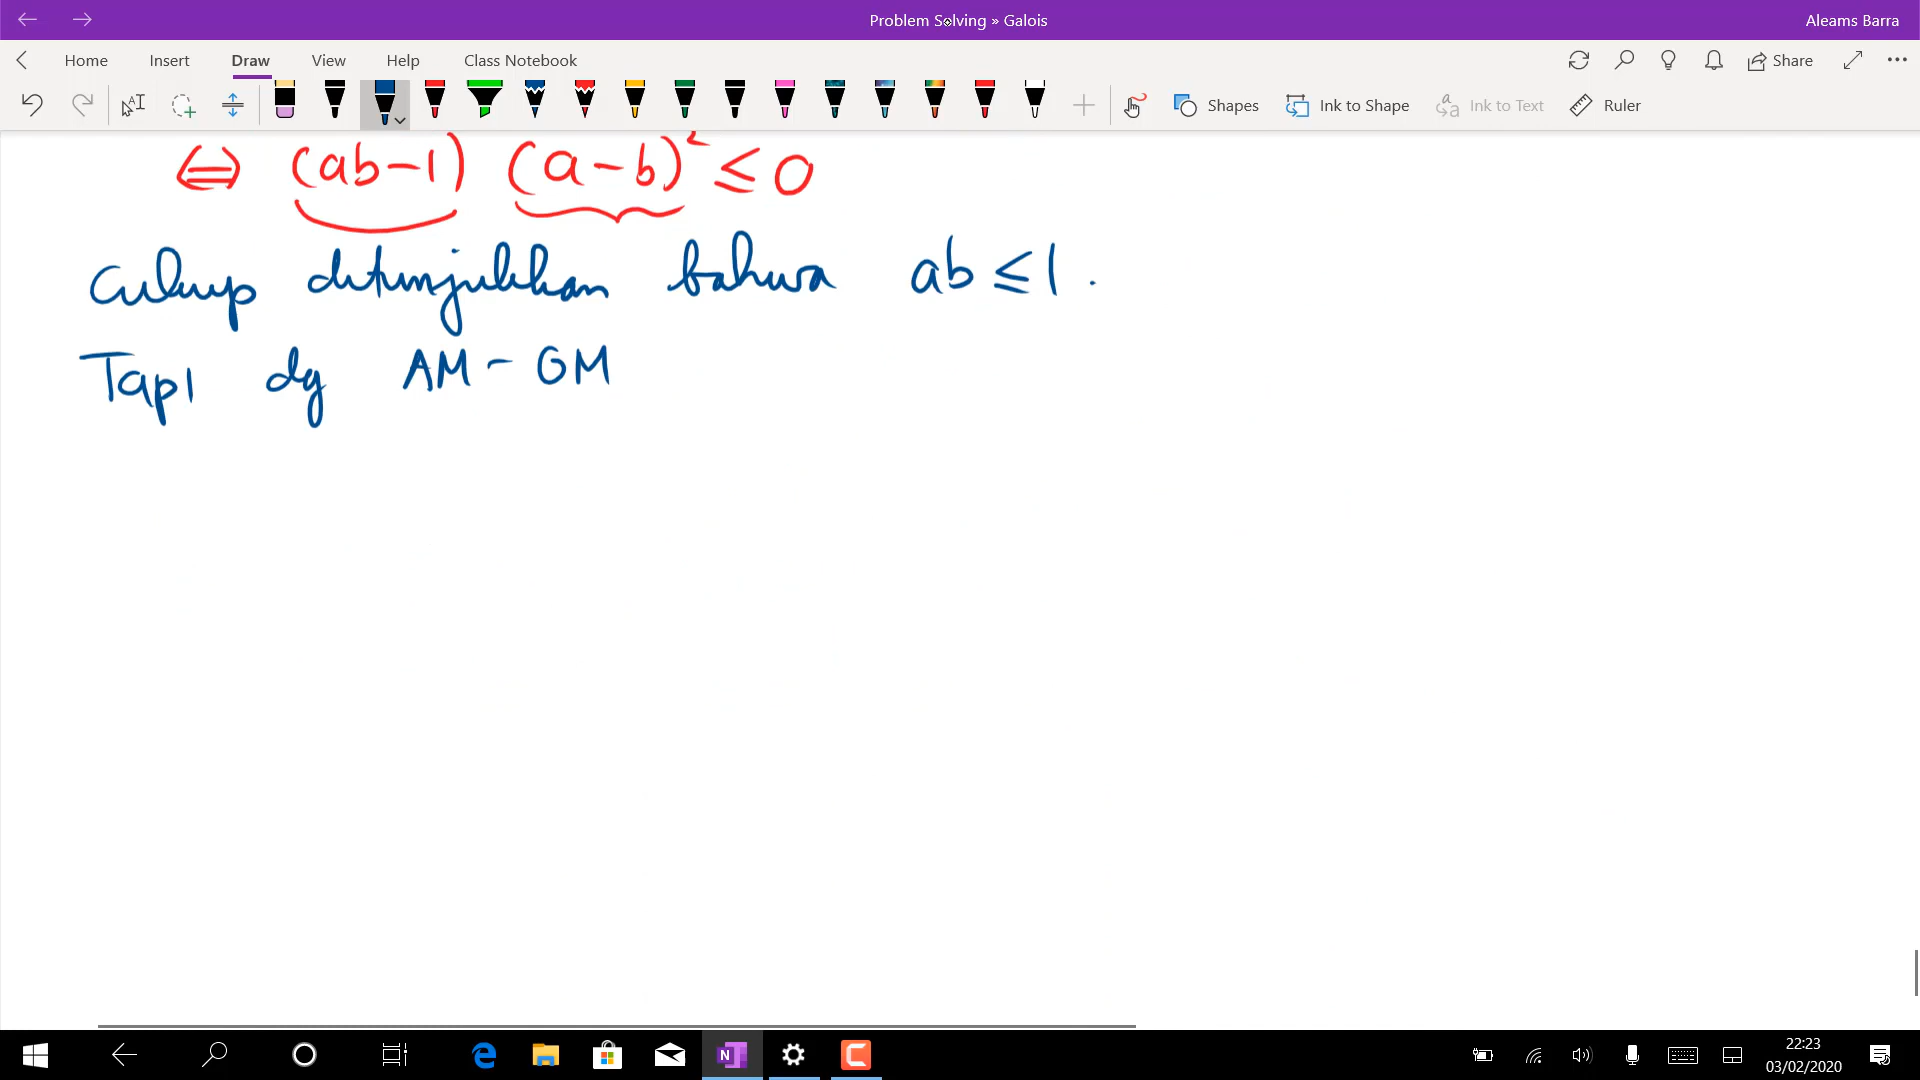 Problem Solving » Galois
Aleams Barra
Home Insert Draw View Help Class Notebook
Share
Shapes Ink to Shape Ink to Text Ruler
⇔ (ab-1) (a-b)² ≤ 0
Cukup ditunjukkan bahwa ab ≤ 1.
Tapi dg AM - GM
22:23
03/02/2020